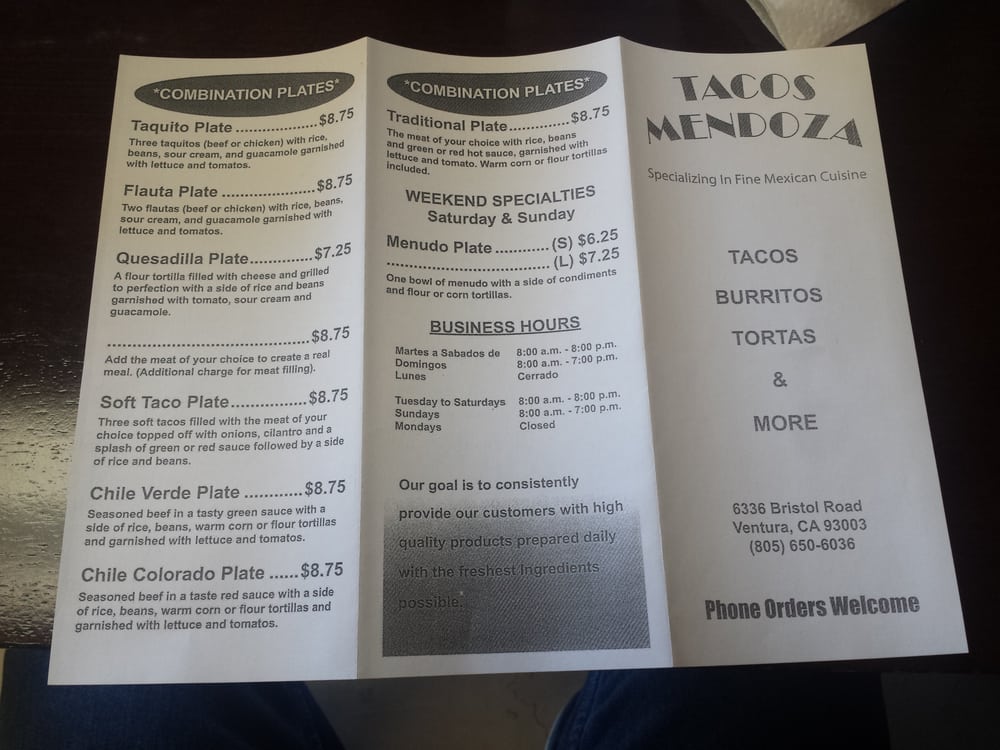 *COMBINATION PLATES*
Taquito Plate ..................$8.75
Three taquitos (beef or chicken) with rice,
beans, sour cream, and guacamole garnished
with lettuce and tomatos.
Flauta Plate .....................$8.75
Two flautas (beef or chicken) with rice, beans,
sour cream, and guacamole garnished with
lettuce and tomatos.
Quesadilla Plate...............$7.25
A flour tortilla filled with cheese and grilled
to perfection with a side of rice and beans
garnished with tomato, sour cream and
guacamole.
.................................................$8.75
Add the meat of your choice to create a real
meal. (Additional charge for meat filling).
Soft Taco Plate..................$8.75
Three soft tacos filled with the meat of your
choice topped off with onions, cilantro and a
splash of green or red sauce followed by a side
of rice and beans.
Chile Verde Plate ............$8.75
Seasoned beef in a tasty green sauce with a
side of rice, beans, warm corn or flour tortillas
and garnished with lettuce and tomatos.
Chile Colorado Plate ......$8.75
Seasoned beef in a taste red sauce with a side
of rice, beans, warm corn or flour tortillas and
garnished with lettuce and tomatos.
*COMBINATION PLATES*
Traditional Plate.............$8.75
The meat of your choice with rice, beans
and green or red hot sauce, garnished with
lettuce and tomato. Warm corn or flour tortillas
included.
WEEKEND SPECIALTIES
Saturday & Sunday
Menudo Plate ............(S) $6.25
....................................(L) $7.25
One bowl of menudo with a side of condiments
and flour or corn tortillas.
BUSINESS HOURS
Martes a Sabados de 8:00 a.m. - 8:00 p.m.
Domingos 8:00 a.m. - 7:00 p.m.
Lunes Cerrado
Tuesday to Saturdays 8:00 a.m. - 8:00 p.m.
Sundays 8:00 a.m. - 7:00 p.m.
Mondays Closed
Our goal is to consistently
provide our customers with high
quality products prepared daily
with the freshest Ingredients
possible.
TACOS
MENDOZA
Specializing In Fine Mexican Cuisine
TACOS
BURRITOS
TORTAS
&
MORE
6336 Bristol Road
Ventura, CA 93003
(805) 650-6036
Phone Orders Welcome